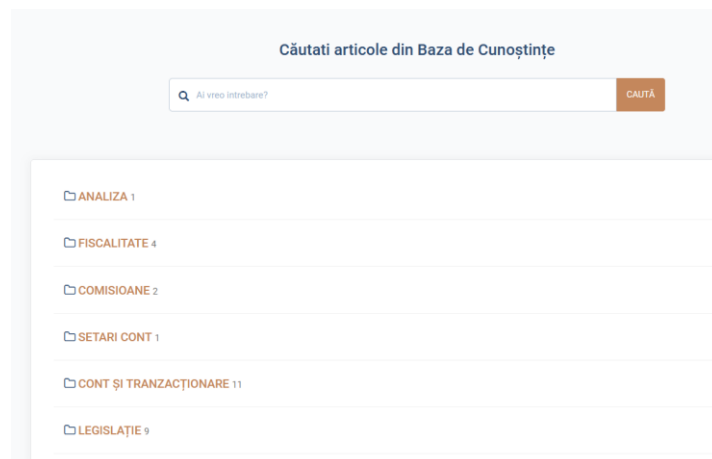 Căutati articole din Baza de Cunoștințe
Ai vreo intrebare?
CAUTĂ
ANALIZA 1
FISCALITATE 4
COMISIOANE 2
SETARI CONT 1
CONT ȘI TRANZACȚIONARE 11
LEGISLAȚIE 9